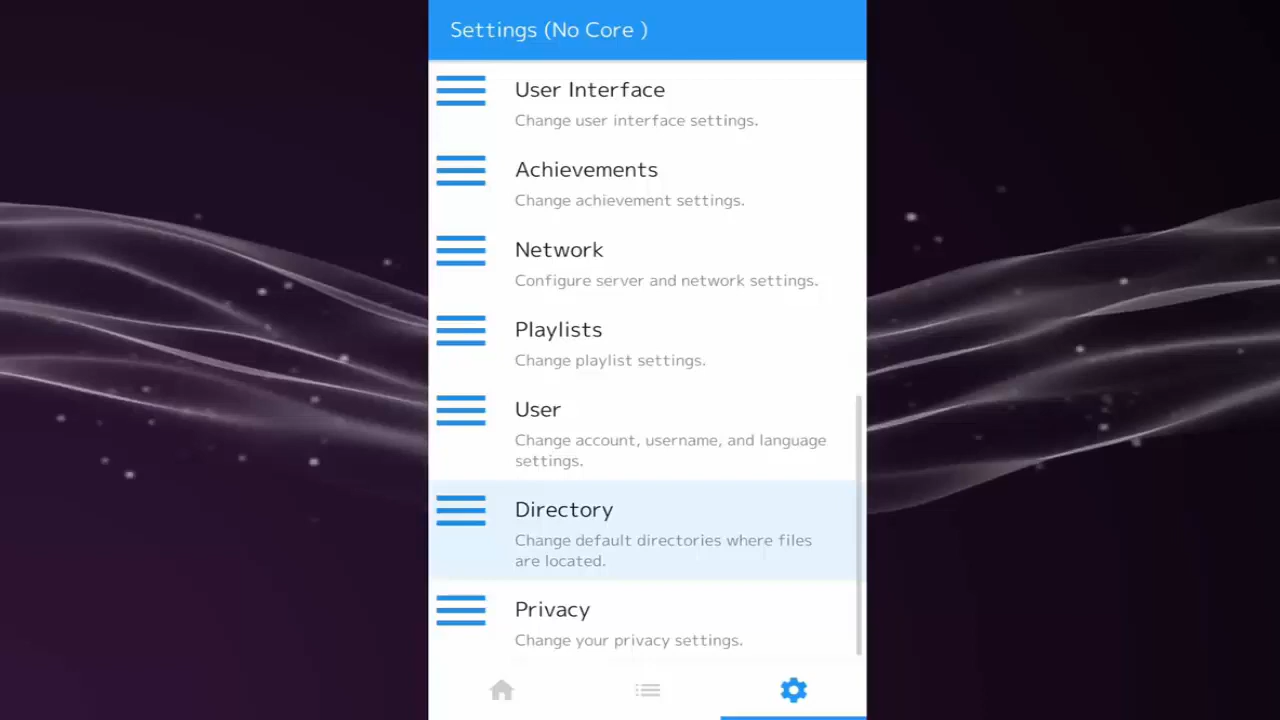 Settings (No Core )
User Interface
Change user interface settings.
Achievements
Change achievement settings.
Network
Configure server and network settings.
Playlists
Change playlist settings.
User
Change account, username, and language
settings.
Directory
Change default directories where files
are located.
Privacy
Change your privacy settings.